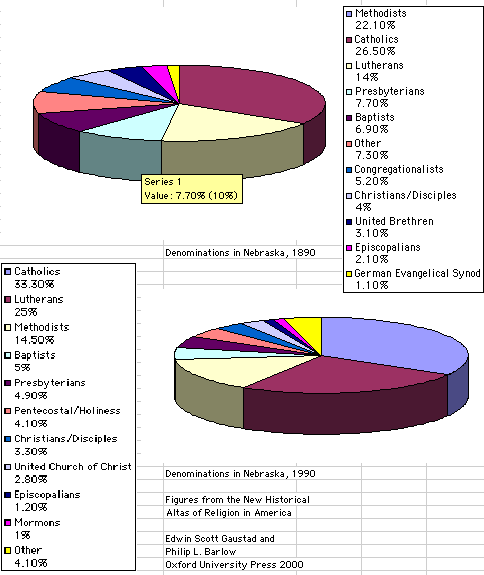 Methodists
22.10%
Catholics
26.50%
Lutherans
14%
Presbyterians
7.70%
Baptists
6.90%
Other
7.30%
Congregationalists
5.20%
Christians/Disciples
4%
United Brethren
3.10%
Episcopalians
2.10%
German Evangelical Synod
1.10%
Series 1
Value: 7.70% (10%)
Denominations in Nebraska, 1890
Catholics
33.30%
Lutherans
25%
Methodists
14.50%
Baptists
5%
Presbyterians
4.90%
Pentecostal/Holiness
4.10%
Christians/Disciples
3.30%
United Church of Christ
2.80%
Episcopalians
1.20%
Mormons
1%
Other
4.10%
Denominations in Nebraska, 1990
Figures from the New Historical
Altas of Religion in America
Edwin Scott Gaustad and
Philip L. Barlow
Oxford University Press 2000